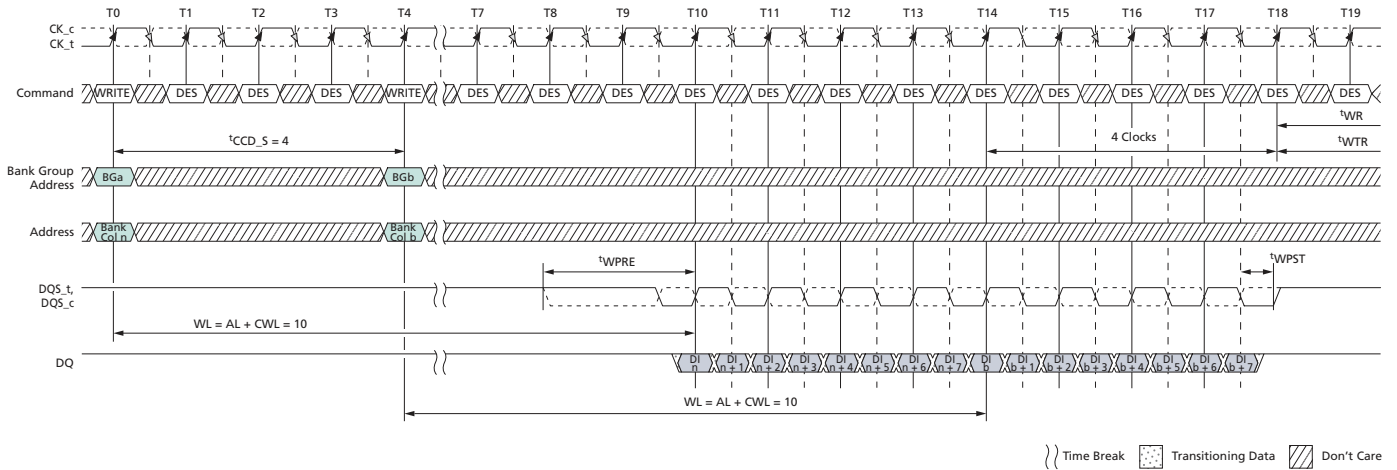 T0 T1 T2 T3 T4 T7 T8 T9 T10 T11 T12 T13 T14 T15 T16 T17 T18 T19
CK_c
CK_t
Command WRITE DES DES DES WRITE DES DES DES DES DES DES DES DES DES DES DES DES DES
tWR
tCCD_S = 4
4 Clocks
tWTR
Bank Group
Address
BGa BGb
Address
Bank
Col n
Bank
Col b
tWPRE
tWPST
DQS_t,
DQS_c
WL = AL + CWL = 10
DQ
DI
n
DI
n + 1
DI
n + 2
DI
n + 3
DI
n + 4
DI
n + 5
DI
n + 6
DI
n + 7
DI
b
DI
b + 1
DI
b + 2
DI
b + 3
DI
b + 4
DI
b + 5
DI
b + 6
DI
b + 7
WL = AL + CWL = 10
Time Break Transitioning Data Don't Care